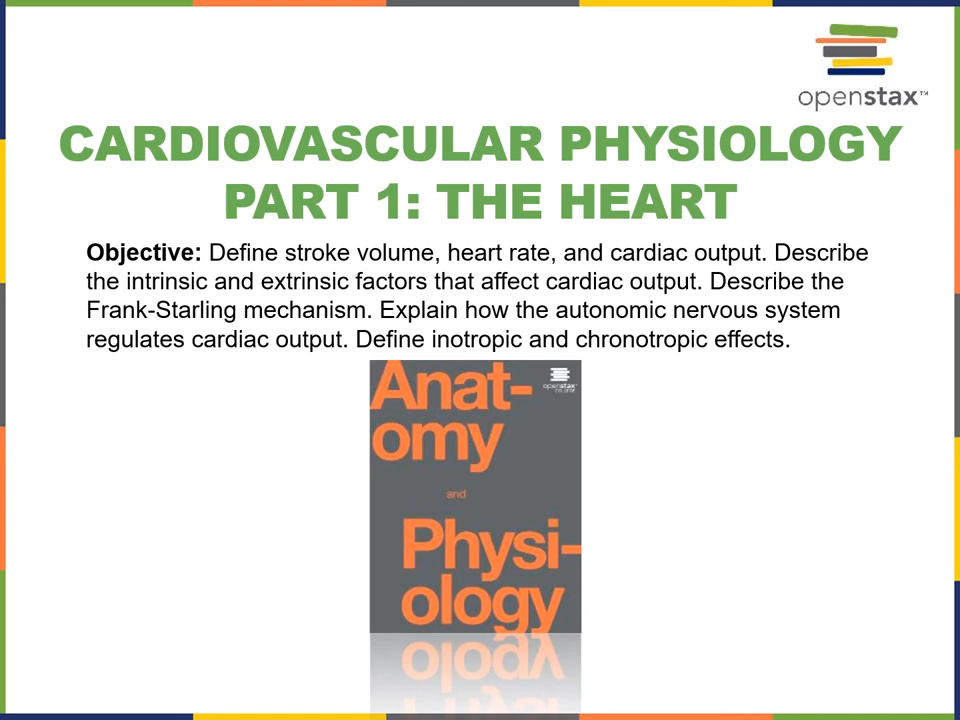 openstax™
CARDIOVASCULAR PHYSIOLOGY
PART 1: THE HEART
Objective: Define stroke volume, heart rate, and cardiac output. Describe
the intrinsic and extrinsic factors that affect cardiac output. Describe the
Frank-Starling mechanism. Explain how the autonomic nervous system
regulates cardiac output. Define inotropic and chronotropic effects.
Anat-
openstax
omy
and
Physi-
ology